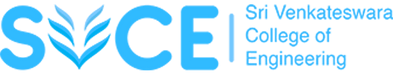 SVCE
Sri Venkateswara
College of
Engineering